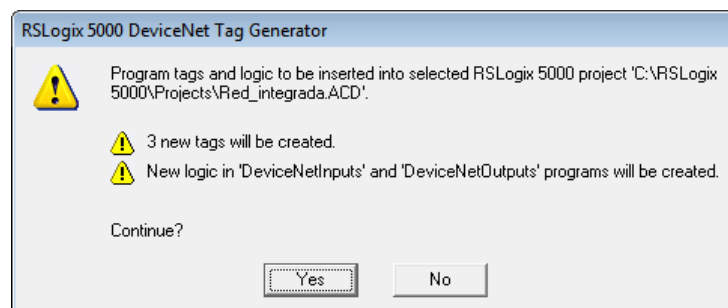 RSLogix 5000 DeviceNet Tag Generator
Program tags and logic to be inserted into selected RSLogix 5000 project 'C:\RSLogix
5000\Projects\Red_integrada.ACD'.
3 new tags will be created.
New logic in 'DeviceNetInputs' and 'DeviceNetOutputs' programs will be created.
Continue?
Yes No